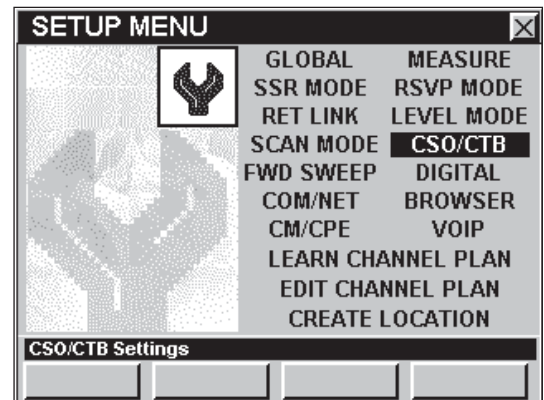 SETUP MENU
GLOBAL MEASURE
SSR MODE RSVP MODE
RET LINK LEVEL MODE
SCAN MODE CSO/CTB
FWD SWEEP DIGITAL
COM/NET BROWSER
CM/CPE VOIP
LEARN CHANNEL PLAN
EDIT CHANNEL PLAN
CREATE LOCATION
CSO/CTB Settings